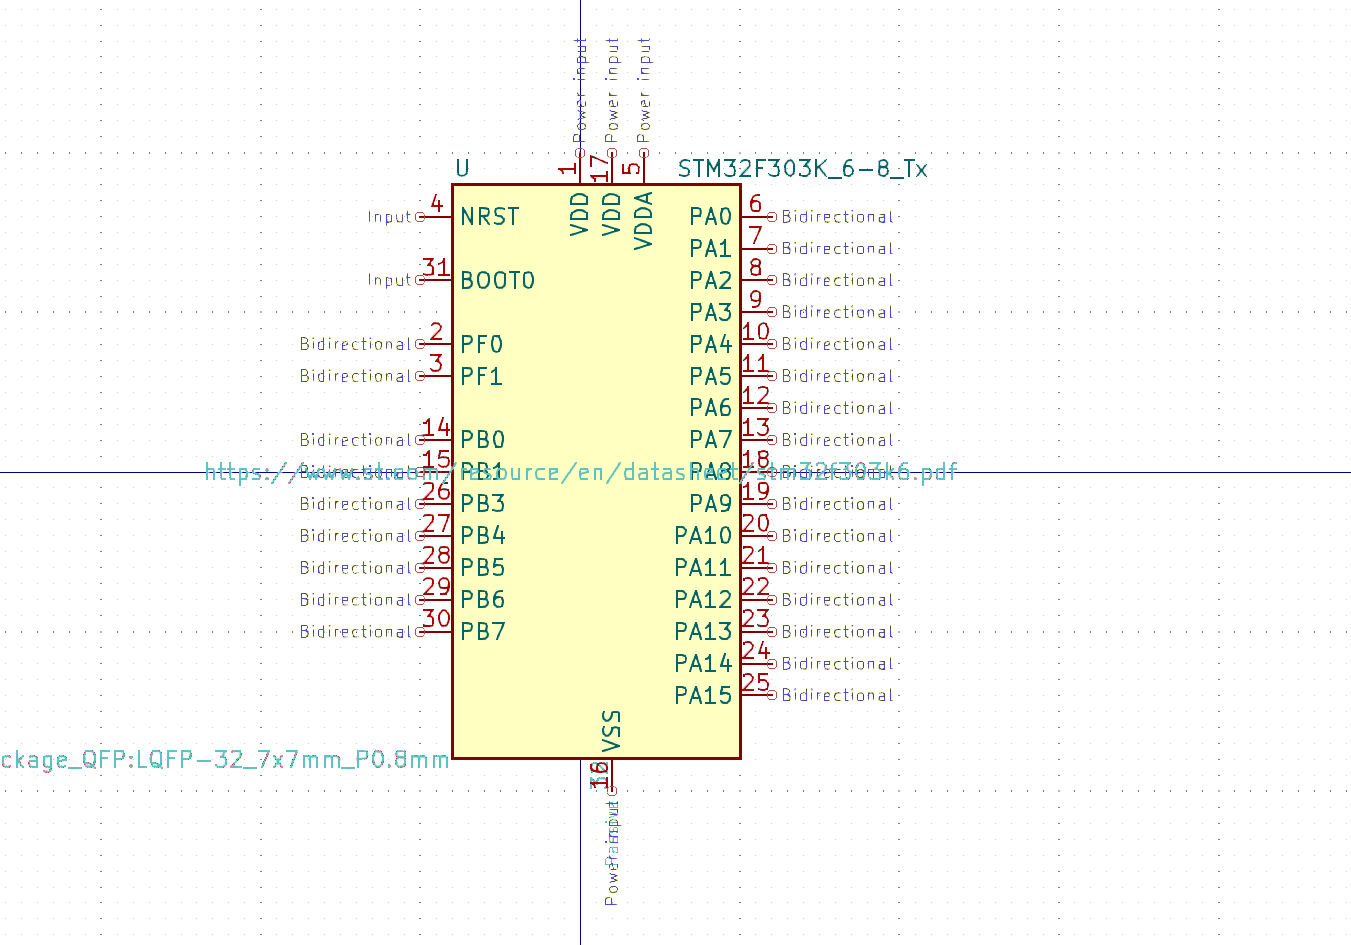 Power input
Power input
Power input
1
17
5
U
STM32F303K_6-8_Tx
VDD
VDD
VDDA
Input 4 NRST
PA0 6 Bidirectional
PA1 7 Bidirectional
Input 31 BOOT0
PA2 8 Bidirectional
PA3 9 Bidirectional
Bidirectional 2 PF0
PA4 10 Bidirectional
Bidirectional 3 PF1
PA5 11 Bidirectional
PA6 12 Bidirectional
Bidirectional 14 PB0
PA7 13 Bidirectional
Bidirectional 15 PB1
PA8 18 Bidirectional
https://www.st.com/resource/en/datasheet/stm32f303k6.pdf
Bidirectional 26 PB3
PA9 19 Bidirectional
Bidirectional 27 PB4
PA10 20 Bidirectional
Bidirectional 28 PB5
PA11 21 Bidirectional
Bidirectional 29 PB6
PA12 22 Bidirectional
Bidirectional 30 PB7
PA13 23 Bidirectional
PA14 24 Bidirectional
PA15 25 Bidirectional
VSS
ckage_QFP:LQFP-32_7x7mm_P0.8mm
16
Power input